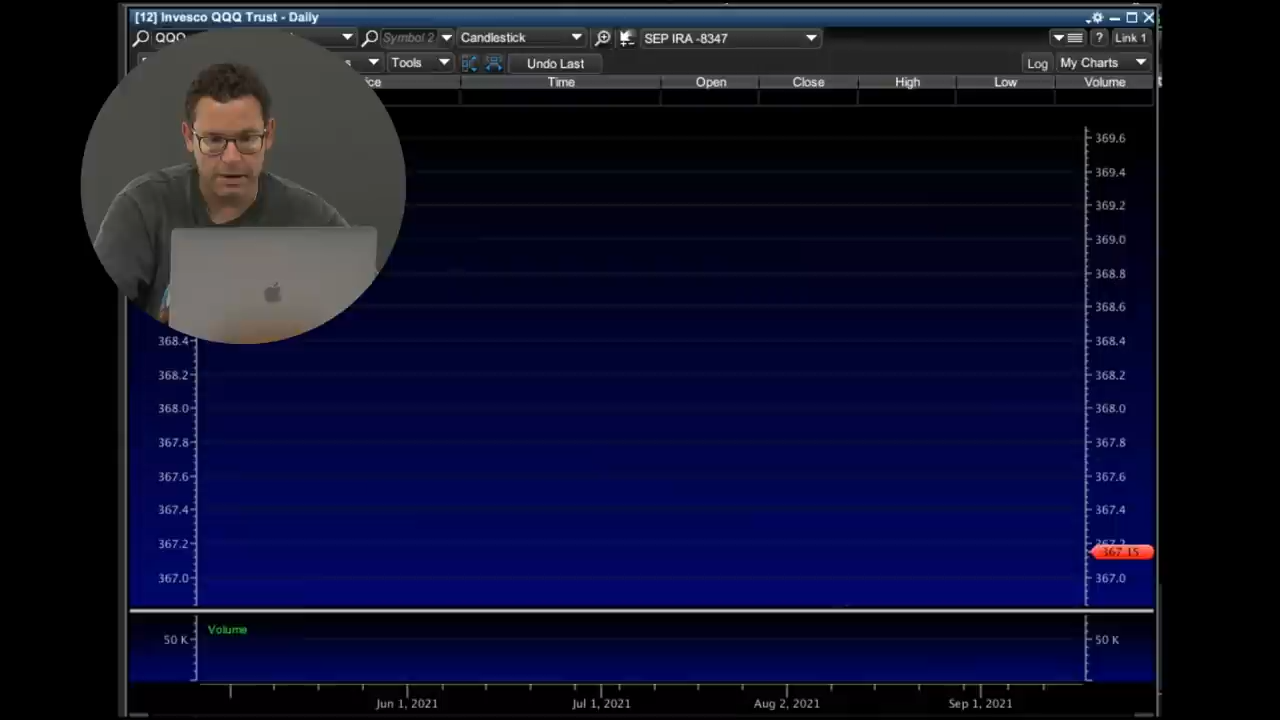 [12] Invesco QQQ Trust - Daily
QQQ Symbol 2 Candlestick SEP IRA -8347 ? Link 1
Tools Undo Last Log My Charts
Time Open Close High Low Volume
369.6
369.4
369.2
369.0
368.8
368.6
368.4 368.4
368.2 368.2
368.0 368.0
367.8 367.8
367.6 367.6
367.4 367.4
367.2 367.2
367.15
367.0 367.0
Volume
50 K 50 K
Jun 1, 2021 Jul 1, 2021 Aug 2, 2021 Sep 1, 2021